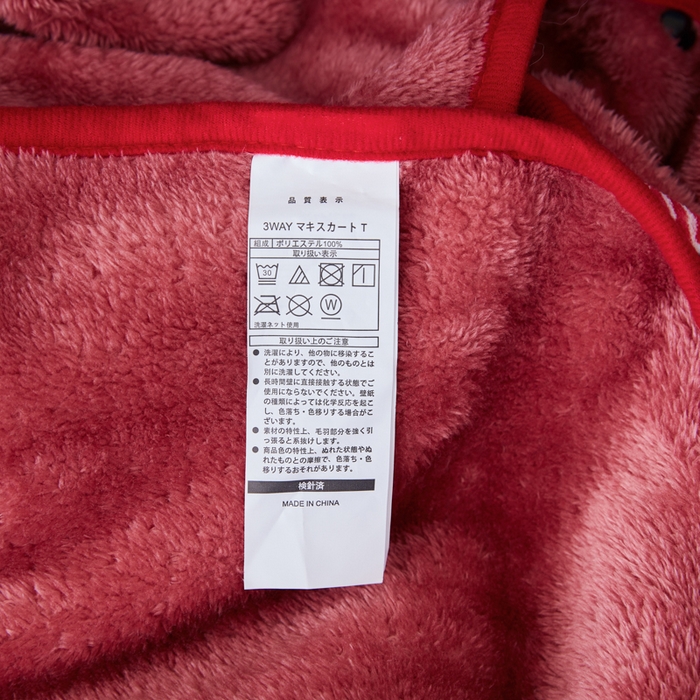 品質表示
3WAY マキスカート T
組成 ポリエステル100%
取り扱い表示
30
W
洗濯ネット使用
取り扱い上のご注意
● 洗濯により、他の物に移染するこ
とがありますので、他のものとは
別に洗濯してください。
● 長時間壁に直接接触する状態でご
使用にならないでください。壁紙
の種類によっては化学反応を起こ
し、色落ち・色移りする場合がご
ざいます。
● 素材の特性上、毛羽部分を強く引
っ張ると糸抜けします。
● 商品色の特性上、ぬれた状態やぬ
れたものとの摩擦で、色落ち・色
移りするおそれがあります。
検針済
MADE IN CHINA